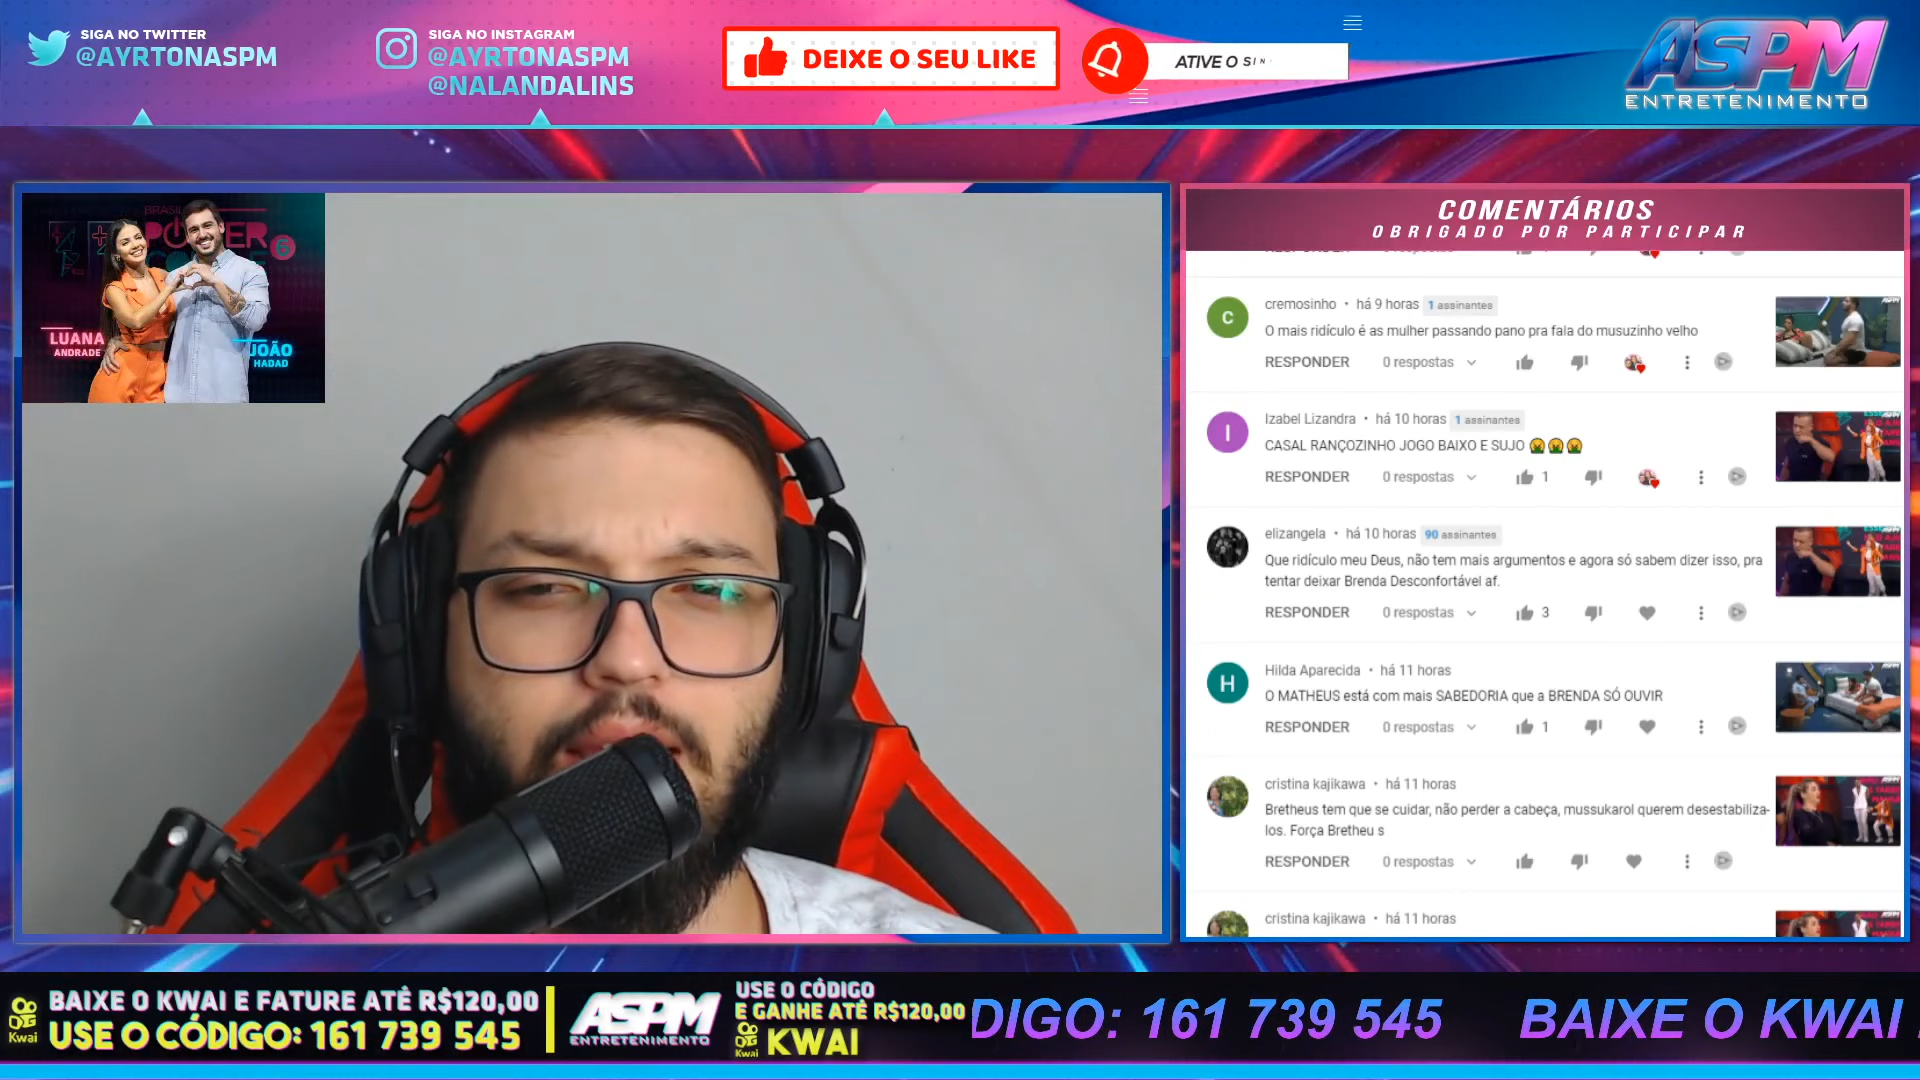 SIGA NO TWITTER
@AYRTONASPM
SIGA NO INSTAGRAM
@AYRTONASPM
@NALANDALINS
DEIXE O SEU LIKE
ATIVE O SIN
ASPM
ENTRETENIMENTO
BRASIL
POWER
6
LUANA
ANDRADE
JOÃO
HADAD
COMENTÁRIOS
OBRIGADO POR PARTICIPAR
C
cremosinho • há 9 horas 1 assinantes
O mais ridículo é as mulher passando pano pra fala do musuzinho velho
RESPONDER 0 respostas
I
Izabel Lizandra • há 10 horas 1 assinantes
CASAL RANÇOZINHO JOGO BAIXO E SUJO 🤮🤮🤮
RESPONDER 0 respostas 1
elizangela • há 10 horas 90 assinantes
Que ridículo meu Deus, não tem mais argumentos e agora só sabem dizer isso, pra
tentar deixar Brenda Desconfortável af.
RESPONDER 0 respostas 3
H
Hilda Aparecida • há 11 horas
O MATHEUS está com mais SABEDORIA que a BRENDA SÓ OUVIR
RESPONDER 0 respostas 1
cristina kajikawa • há 11 horas
Bretheus tem que se cuidar, não perder a cabeça, mussukarol querem desestabiliza-
los. Força Bretheu s
RESPONDER 0 respostas
cristina kajikawa • há 11 horas
Kwai
BAIXE O KWAI E FATURE ATÉ R$120,00
USE O CÓDIGO: 161 739 545
ASPM
ENTRETENIMENTO
USE O CÓDIGO
E GANHE ATÉ R$120,00
Kwai
KWAI
DIGO: 161 739 545 BAIXE O KWAI